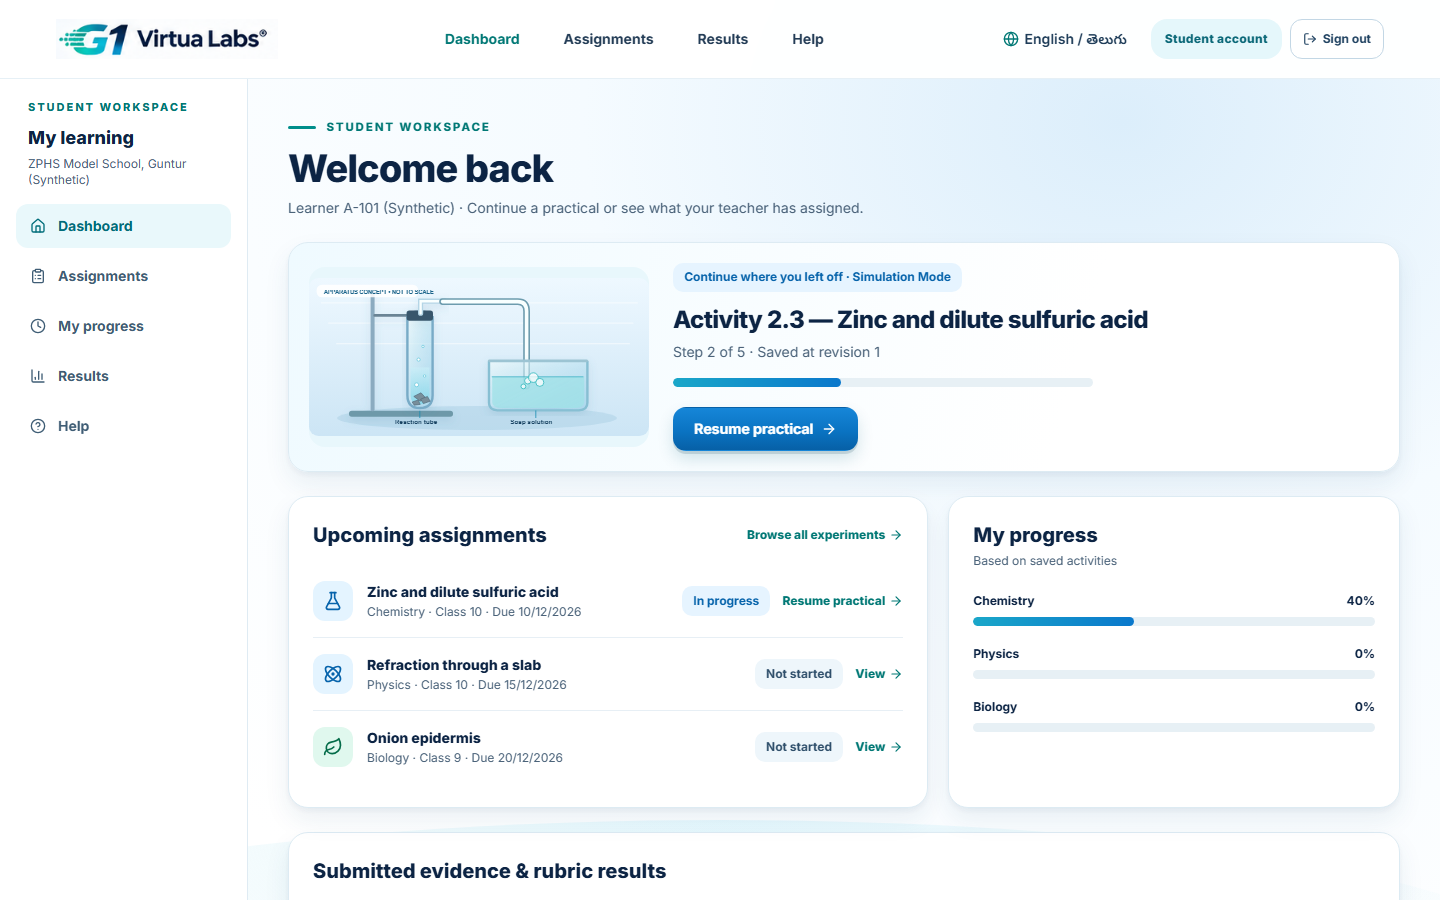 G1 Virtua Labs®
Dashboard
Assignments
Results
Help
English / తెలుగు
Student account
Sign out
STUDENT WORKSPACE
My learning
ZPHS Model School, Guntur
(Synthetic)
Dashboard
Assignments
My progress
Results
Help
STUDENT WORKSPACE
Welcome back
Learner A-101 (Synthetic) · Continue a practical or see what your teacher has assigned.
APPARATUS CONCEPT • NOT TO SCALE
Reaction tube
Soap solution
Continue where you left off · Simulation Mode
Activity 2.3 — Zinc and dilute sulfuric acid
Step 2 of 5 · Saved at revision 1
Resume practical
Upcoming assignments
Browse all experiments
Zinc and dilute sulfuric acid
Chemistry · Class 10 · Due 10/12/2026
In progress
Resume practical
Refraction through a slab
Physics · Class 10 · Due 15/12/2026
Not started
View
Onion epidermis
Biology · Class 9 · Due 20/12/2026
Not started
View
My progress
Based on saved activities
Chemistry 40%
Physics 0%
Biology 0%
Submitted evidence & rubric results